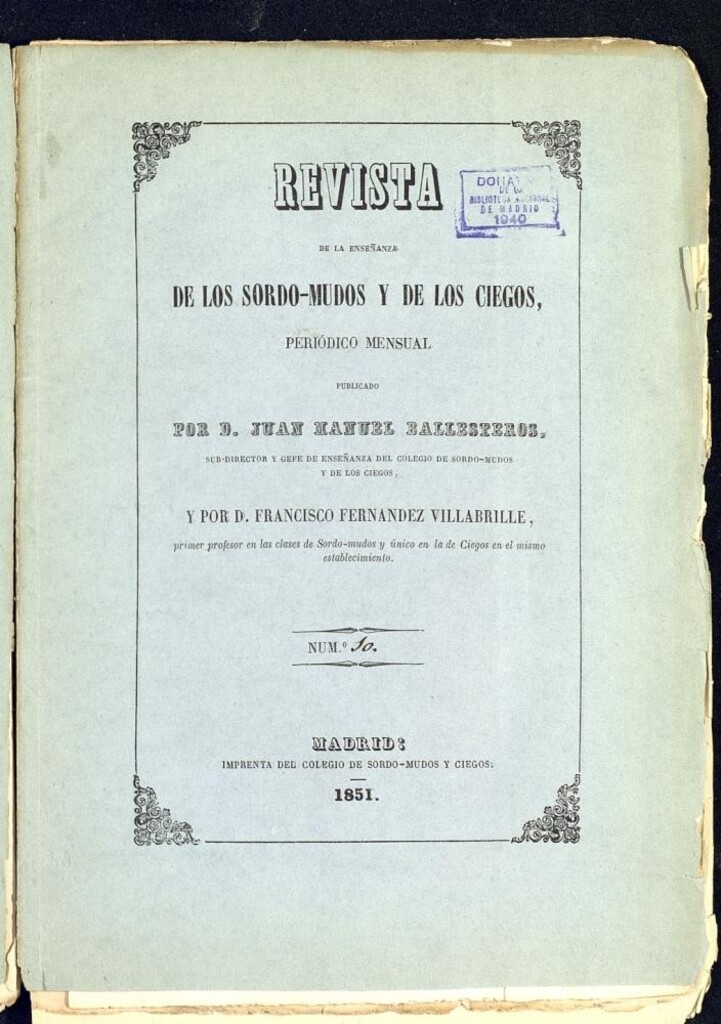 REVISTA
DE LA ENSEÑANZA
DE LOS SORDO-MUDOS Y DE LOS CIEGOS,
PERIÓDICO MENSUAL
PUBLICADO
POR D. JUAN MANUEL BALLESTEROS,
SUB-DIRECTOR Y GEFE DE ENSEÑANZA DEL COLEGIO DE SORDO-MUDOS
Y DE LOS CIEGOS,
Y POR D. FRANCISCO FERNANDEZ VILLABRILLE,
primer profesor en las clases de Sordo-mudos y único en la de Ciegos en el mismo
establecimiento.
NUM.º 10.
MADRID:
IMPRENTA DEL COLEGIO DE SORDO-MUDOS Y CIEGOS.
1851.
DE LA
BIBLIOTECA NACIONAL
DE MADRID
1940